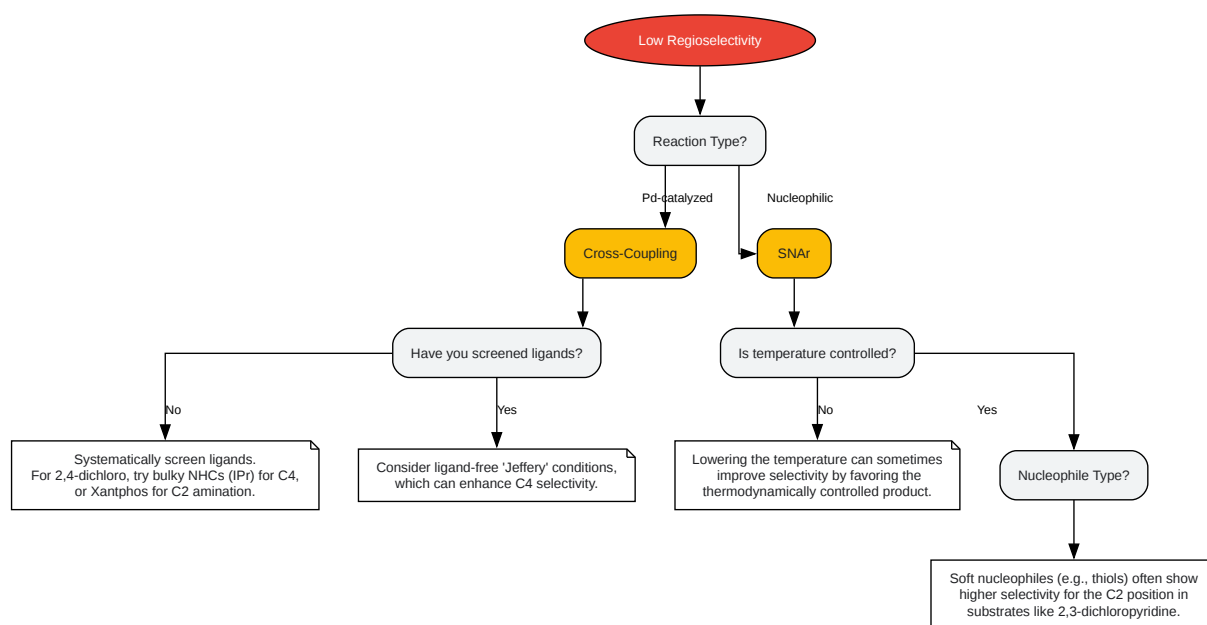 Low Regioselectivity
Reaction Type?
Pd-catalyzed
Nucleophilic
Cross-Coupling
SNAr
Have you screened ligands?
Is temperature controlled?
No
Yes
No
Yes
Systematically screen ligands.
For 2,4-dichloro, try bulky NHCs (IPr) for C4,
or Xantphos for C2 amination.
Consider ligand-free 'Jeffery' conditions,
which can enhance C4 selectivity.
Lowering the temperature can sometimes
improve selectivity by favoring the
thermodynamically controlled product.
Nucleophile Type?
Soft nucleophiles (e.g., thiols) often show
higher selectivity for the C2 position in
substrates like 2,3-dichloropyridine.